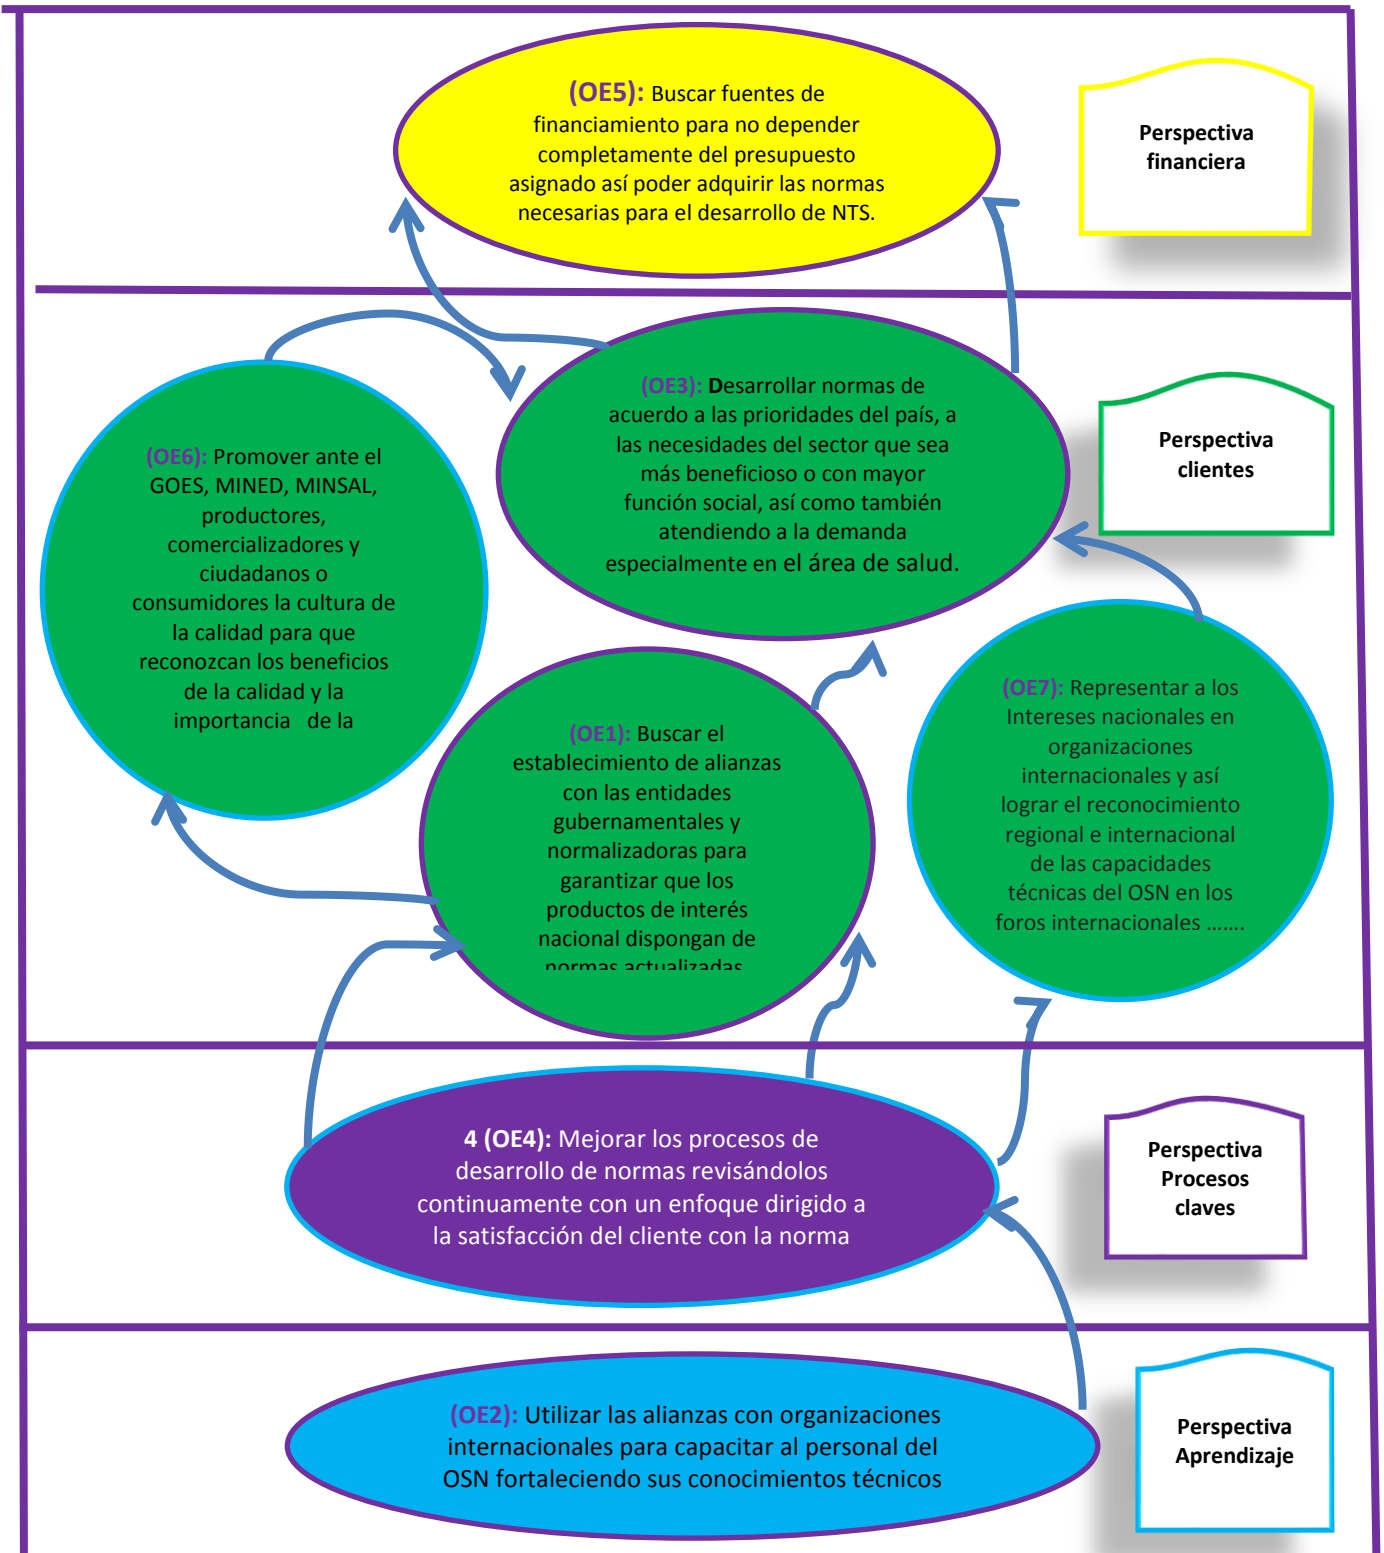 (OE5): Buscar fuentes de
financiamiento para no depender
completamente del presupuesto
asignado así poder adquirir las normas
necesarias para el desarrollo de NTS.
Perspectiva
financiera
(OE3): Desarrollar normas de
acuerdo a las prioridades del país, a
las necesidades del sector que sea
más beneficioso o con mayor
función social, así como también
atendiendo a la demanda
especialmente en el área de salud.
Perspectiva
clientes
(OE6): Promover ante el
GOES, MINED, MINSAL,
productores,
comercializadores y
ciudadanos o
consumidores la cultura de
la calidad para que
reconozcan los beneficios
de la calidad y la
importancia de la
(OE1): Buscar el
establecimiento de alianzas
con las entidades
gubernamentales y
normalizadoras para
garantizar que los
productos de interés
nacional dispongan de
normas actualizadas
(OE7): Representar a los
Intereses nacionales en
organizaciones
internacionales y así
lograr el reconocimiento
regional e internacional
de las capacidades
técnicas del OSN en los
foros internacionales .......
4 (OE4): Mejorar los procesos de
desarrollo de normas revisándolos
continuamente con un enfoque dirigido a
la satisfacción del cliente con la norma
Perspectiva
Procesos
claves
(OE2): Utilizar las alianzas con organizaciones
internacionales para capacitar al personal del
OSN fortaleciendo sus conocimientos técnicos
Perspectiva
Aprendizaje